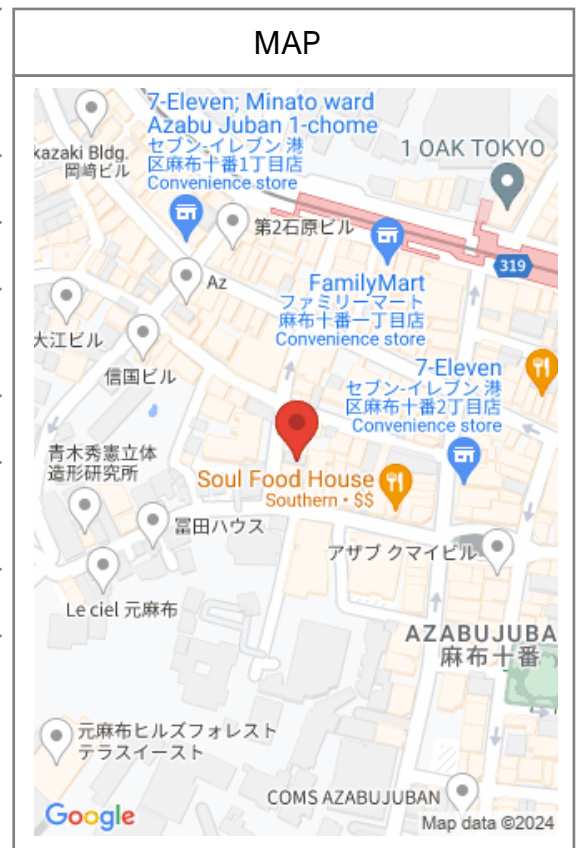 MAP
7-Eleven; Minato ward
Azabu Juban 1-chome
セブン-イレブン 港
区麻布十番1丁目店
Convenience store
kazaki Bldg.
岡﨑ビル
1 OAK TOKYO
第2石原ビル
319
Az
FamilyMart
ファミリーマート
麻布十番一丁目店
Convenience store
大江ビル
信国ビル
7-Eleven
セブン-イレブン 港
区麻布十番2丁目店
Convenience store
青木秀憲立体
造形研究所
Soul Food House
Southern • $$
冨田ハウス
アザブ クマイビル
Le ciel 元麻布
AZABUJUBA
麻布十番
元麻布ヒルズフォレスト
テラスイースト
COMS AZABUJUBAN
Google
Map data ©2024